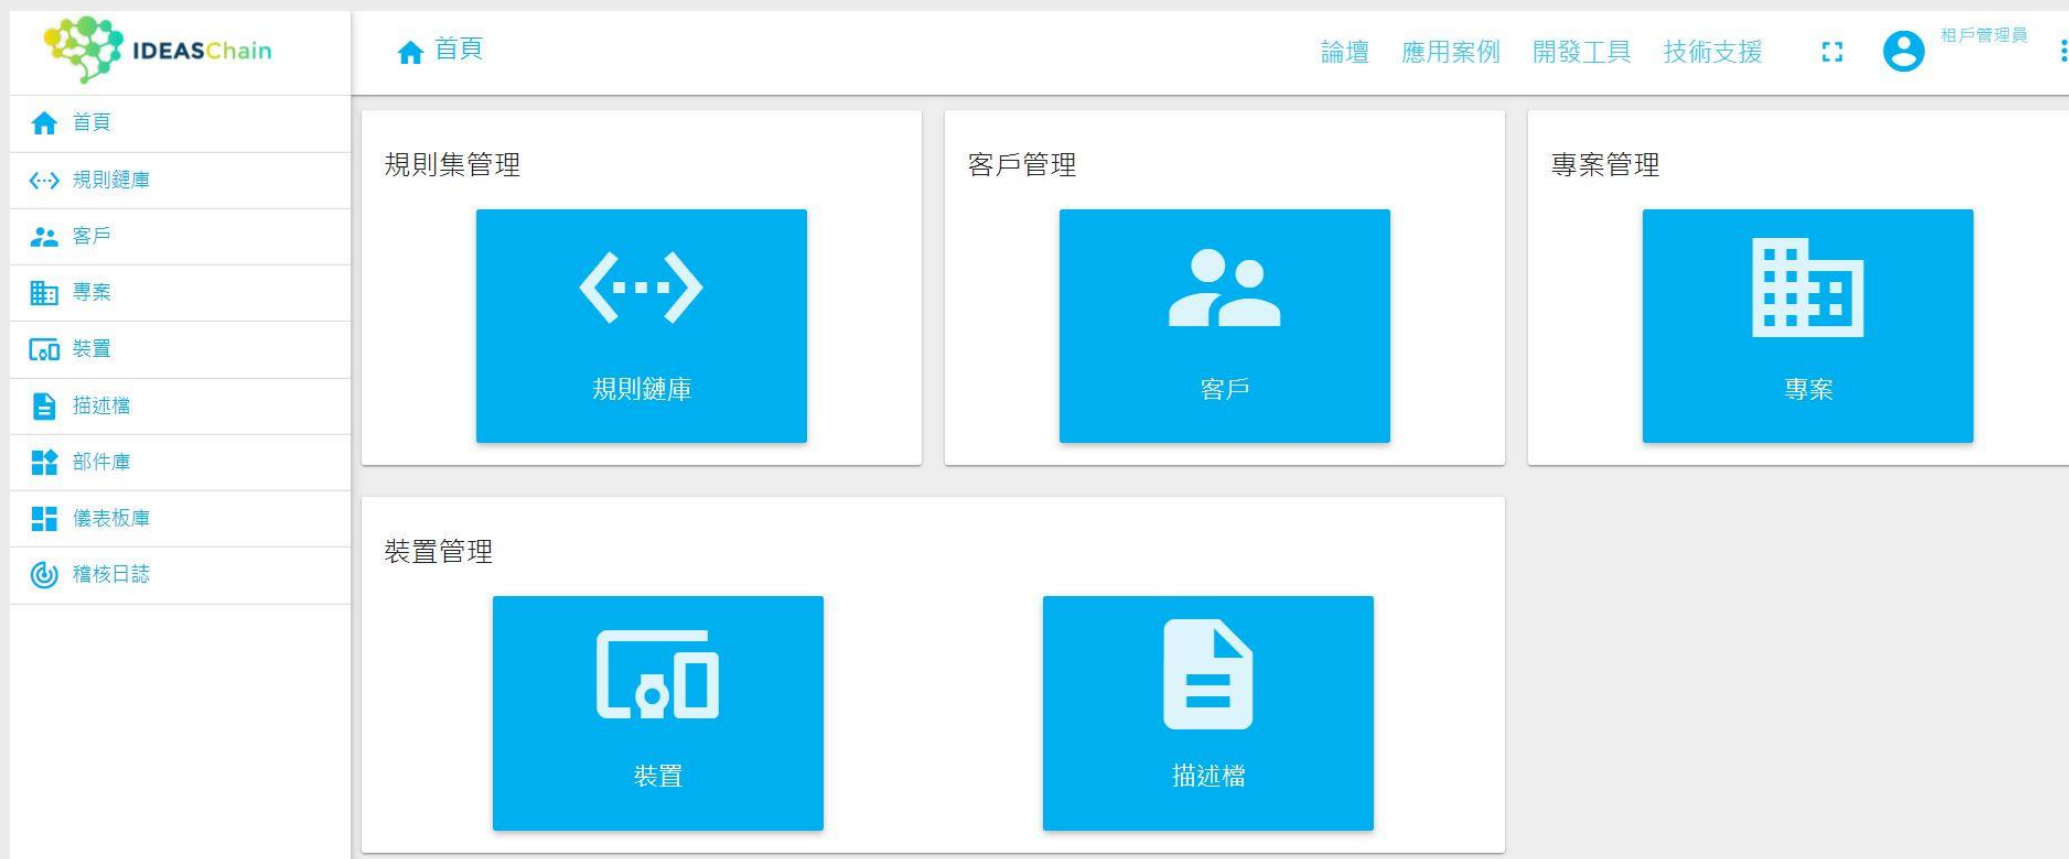 IDEASChain
首頁
論壇 應用案例 開發工具 技術支援
租戶管理員
首頁
規則鏈庫
客戶
專案
裝置
描述檔
部件庫
儀表板庫
稽核日誌
規則集管理
規則鏈庫
客戶管理
客戶
專案管理
專案
裝置管理
裝置
描述檔